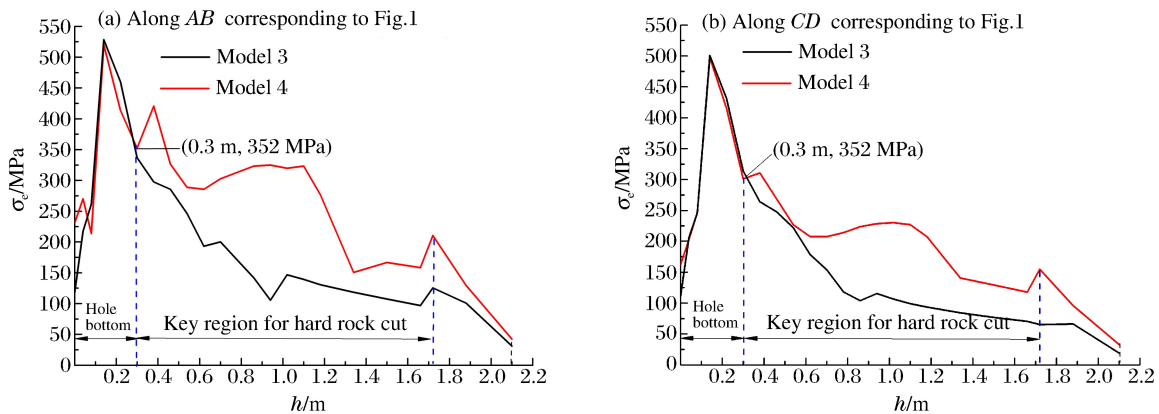 (a) Along AB corresponding to Fig.1
Model 3
Model 4
(0.3 m, 352 MPa)
Hole
bottom
Key region for hard rock cut
σe/MPa
550
500
450
400
350
300
250
200
150
100
50
0
0.2 0.4 0.6 0.8 1.0 1.2 1.4 1.6 1.8 2.0 2.2
h/m
(b) Along CD corresponding to Fig.1
Model 3
Model 4
(0.3 m, 352 MPa)
Hole
bottom
Key region for hard rock cut
σe/MPa
550
500
450
400
350
300
250
200
150
100
50
0
0.2 0.4 0.6 0.8 1.0 1.2 1.4 1.6 1.8 2.0 2.2
h/m